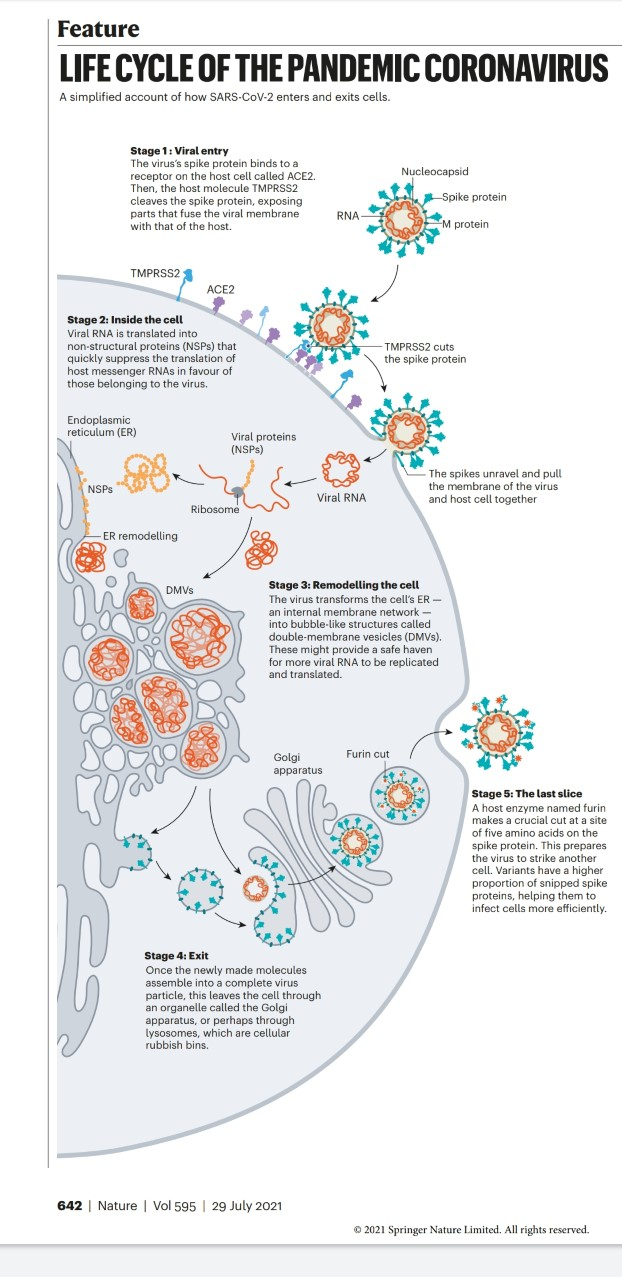 Feature
LIFE CYCLE OF THE PANDEMIC CORONAVIRUS
A simplified account of how SARS-CoV-2 enters and exits cells.
Stage 1 : Viral entry
The virus's spike protein binds to a
receptor on the host cell called ACE2.
Then, the host molecule TMPRSS2
cleaves the spike protein, exposing
parts that fuse the viral membrane
with that of the host.
Nucleocapsid
Spike protein
RNA
M protein
TMPRSS2
ACE2
Stage 2: Inside the cell
Viral RNA is translated into
non-structural proteins (NSPs) that
quickly suppress the translation of
host messenger RNAs in favour of
those belonging to the virus.
TMPRSS2 cuts
the spike protein
Endoplasmic
reticulum (ER)
Viral proteins
(NSPs)
The spikes unravel and pull
the membrane of the virus
and host cell together
NSPs
Viral RNA
Ribosome
ER remodelling
DMVs
Stage 3: Remodelling the cell
The virus transforms the cell's ER —
an internal membrane network —
into bubble-like structures called
double-membrane vesicles (DMVs).
These might provide a safe haven
for more viral RNA to be replicated
and translated.
Golgi
apparatus
Furin cut
Stage 5: The last slice
A host enzyme named furin
makes a crucial cut at a site
of five amino acids on the
spike protein. This prepares
the virus to strike another
cell. Variants have a higher
proportion of snipped spike
proteins, helping them to
infect cells more efficiently.
Stage 4: Exit
Once the newly made molecules
assemble into a complete virus
particle, this leaves the cell through
an organelle called the Golgi
apparatus, or perhaps through
lysosomes, which are cellular
rubbish bins.
642 | Nature | Vol 595 | 29 July 2021
© 2021 Springer Nature Limited. All rights reserved.